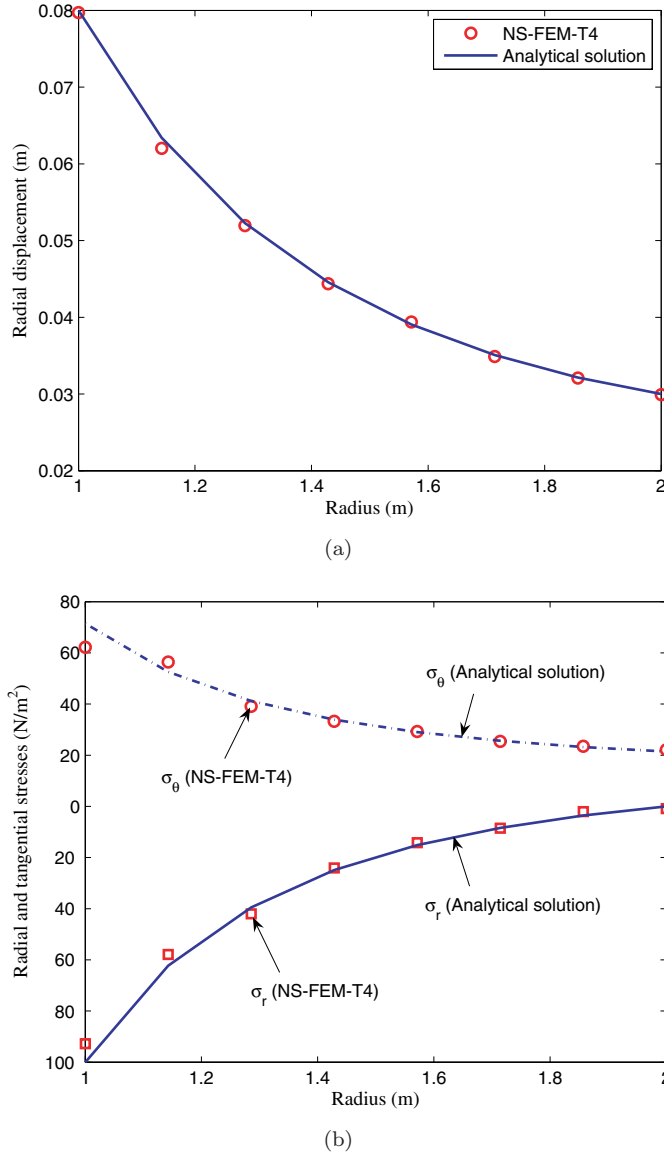 0.08
0.07
0.06
0.05
0.04
0.03
0.02
Radial displacement (m)
NS-FEM-T4
Analytical solution
1
1.2
1.4
1.6
1.8
2
Radius (m)
(a)
80
60
40
20
0
20
40
60
80
100
Radial and tangential stresses (N/m²)
σθ (Analytical solution)
σθ (NS-FEM-T4)
σr (Analytical solution)
σr (NS-FEM-T4)
1
1.2
1.4
1.6
1.8
2
Radius (m)
(b)